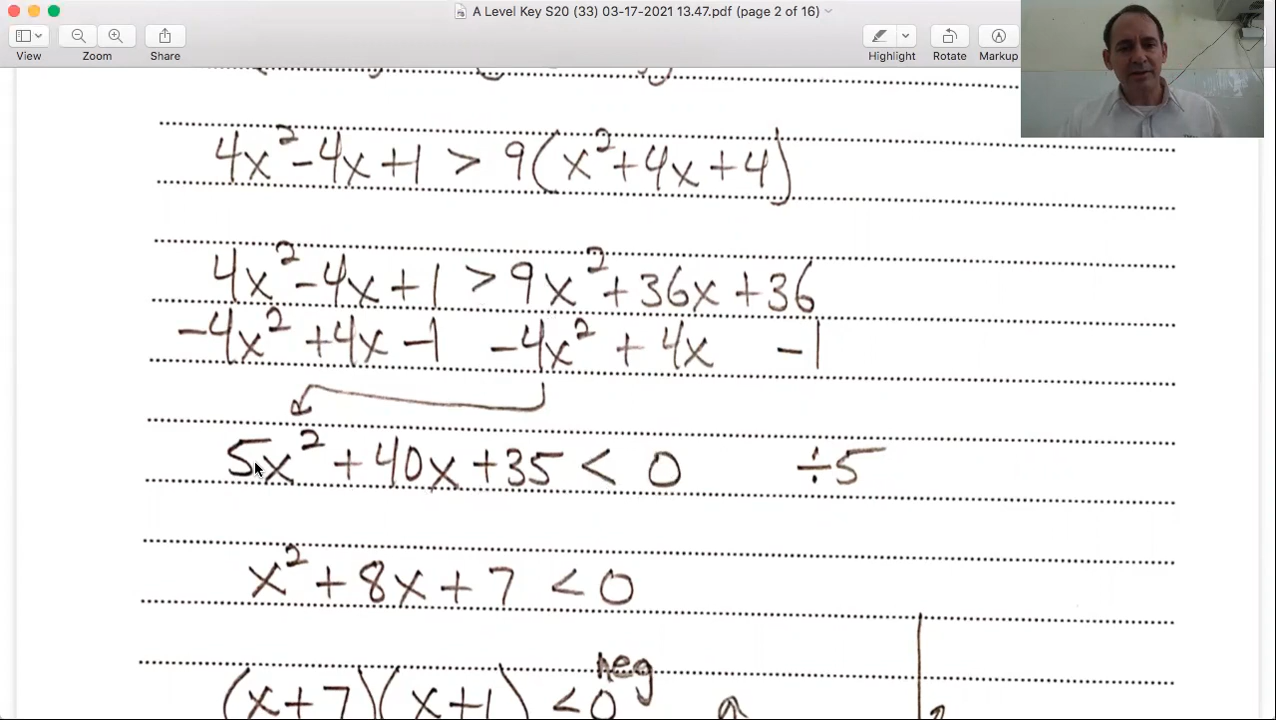 A Level Key S20 (33) 03-17-2021 13.47.pdf (page 2 of 16)
View Zoom Share Highlight Rotate Markup
4x²-4x+1 > 9(x²+4x+4)
4x²-4x+1 > 9x²+36x+36
-4x²+4x-1 -4x²+4x -1
5x²+40x+35 < 0 ÷5
x²+8x+7 < 0
neg
(x+7)(x+1) < 0